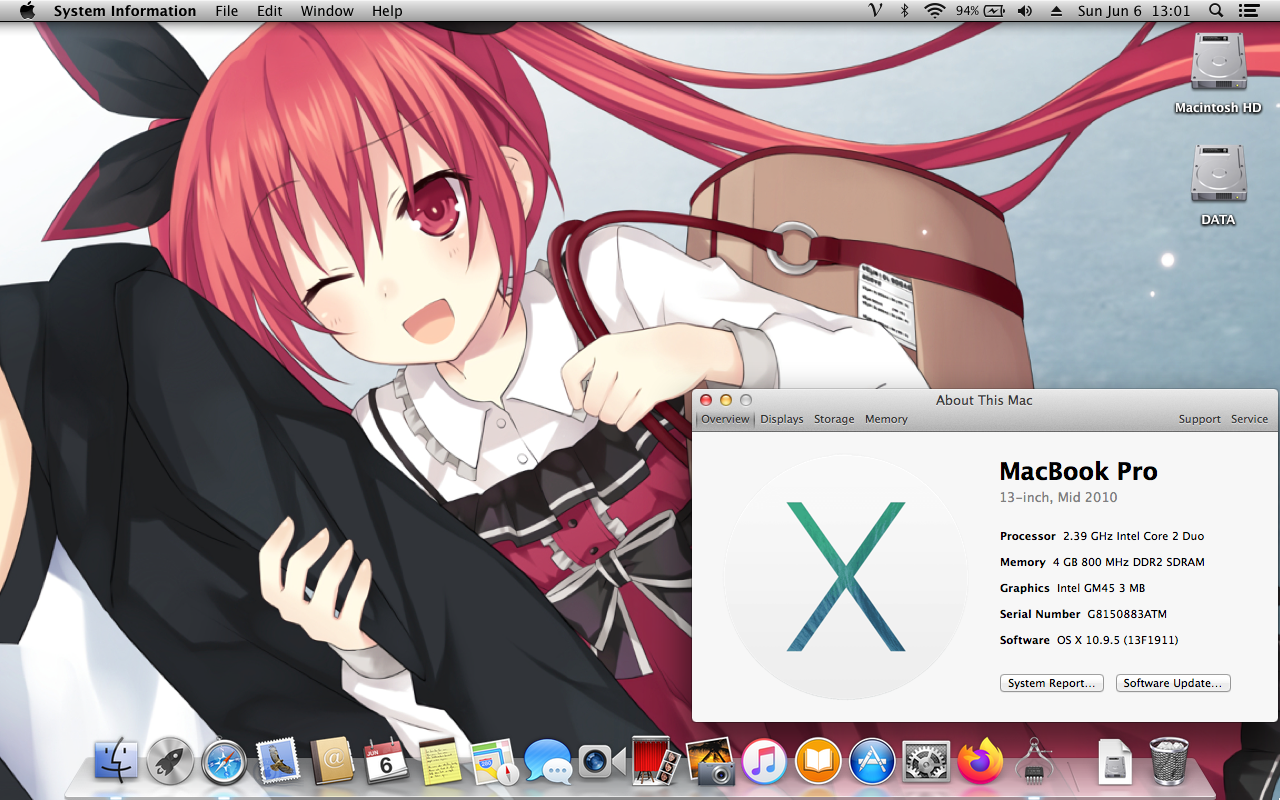 System Information File Edit Window Help 94% Sun Jun 6 13:01
Macintosh HD
DATA
About This Mac
Overview Displays Storage Memory Support Service
MacBook Pro
13-inch, Mid 2010
Processor 2.39 GHz Intel Core 2 Duo
Memory 4 GB 800 MHz DDR2 SDRAM
Graphics Intel GM45 3 MB
Serial Number G8150883ATM
Software OS X 10.9.5 (13F1911)
System Report... Software Update...
JUN
6
280